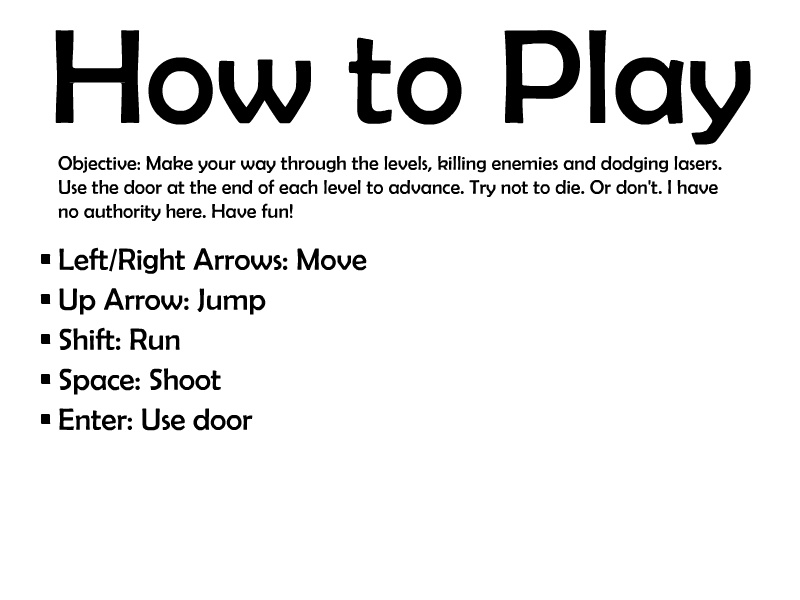 How to Play
Objective: Make your way through the levels, killing enemies and dodging lasers.
Use the door at the end of each level to advance. Try not to die. Or don't. I have
no authority here. Have fun!
▪ Left/Right Arrows: Move
▪ Up Arrow: Jump
▪ Shift: Run
▪ Space: Shoot
▪ Enter: Use door